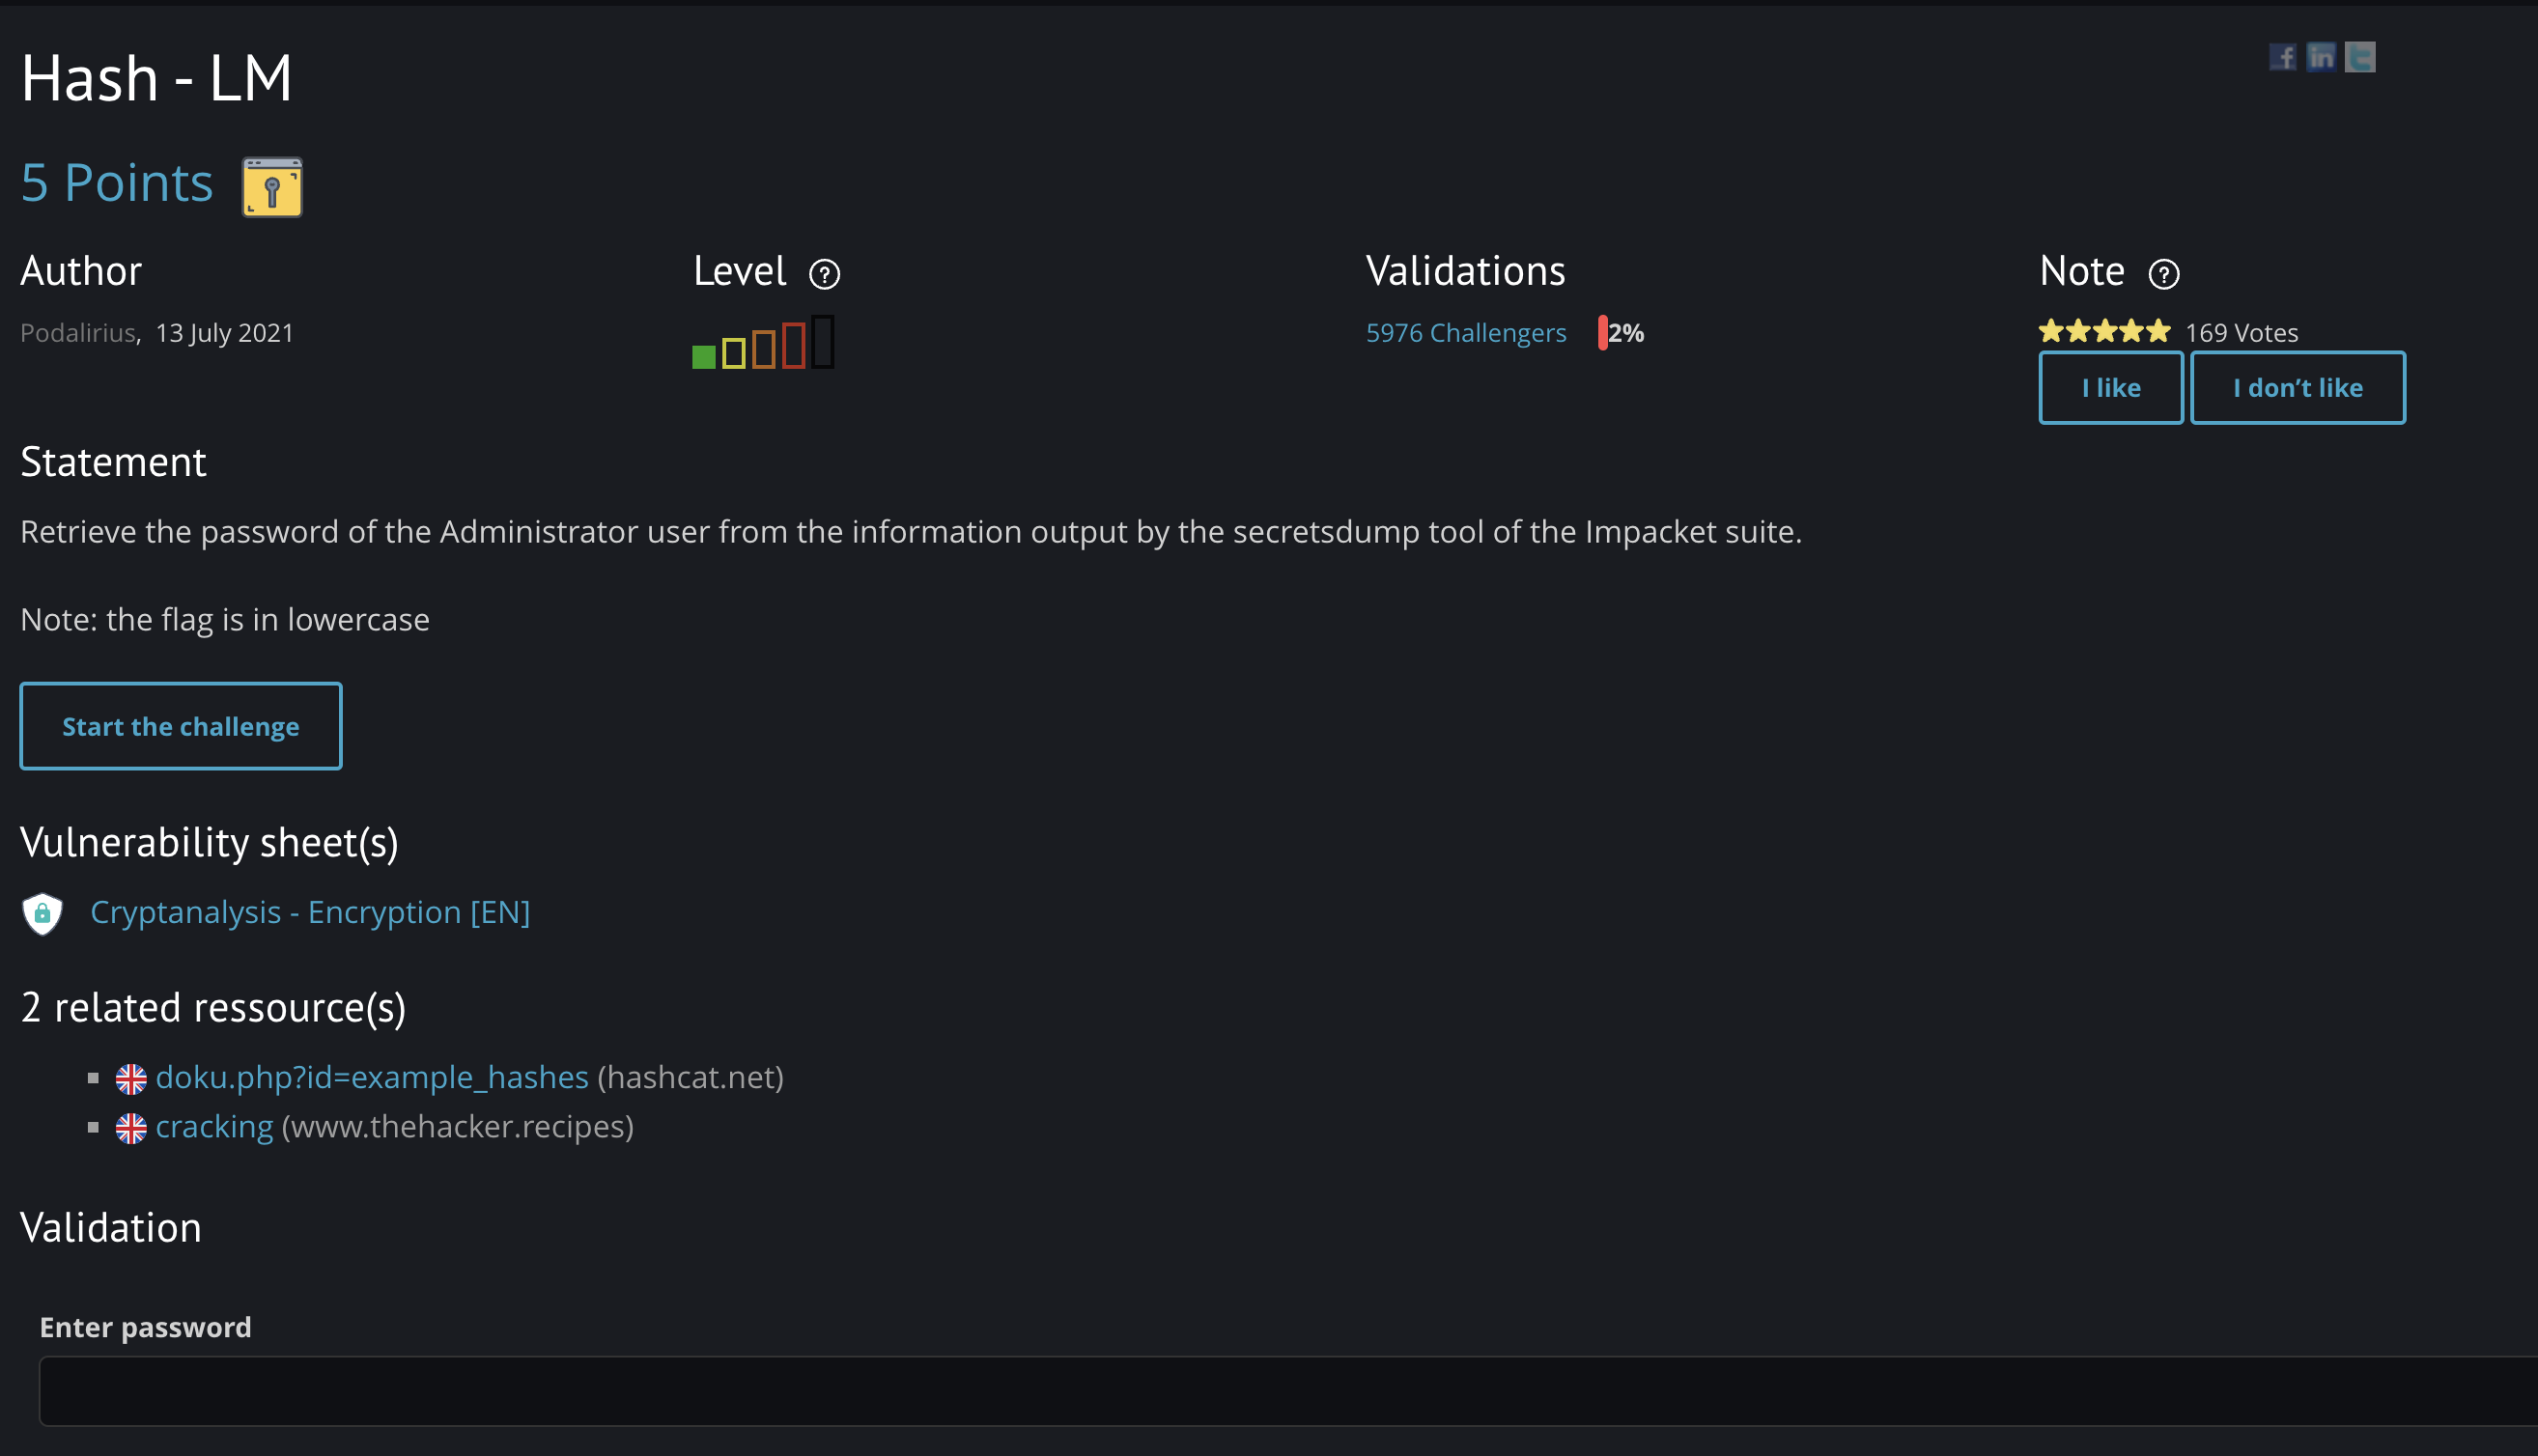 Hash - LM
5 Points
Author
Level ?
Validations
Note ?
Podalirius, 13 July 2021
5976 Challengers 2%
169 Votes
I like
I don’t like
Statement
Retrieve the password of the Administrator user from the information output by the secretsdump tool of the Impacket suite.
Note: the flag is in lowercase
Start the challenge
Vulnerability sheet(s)
Cryptanalysis - Encryption [EN]
2 related ressource(s)
doku.php?id=example_hashes (hashcat.net)
cracking (www.thehacker.recipes)
Validation
Enter password